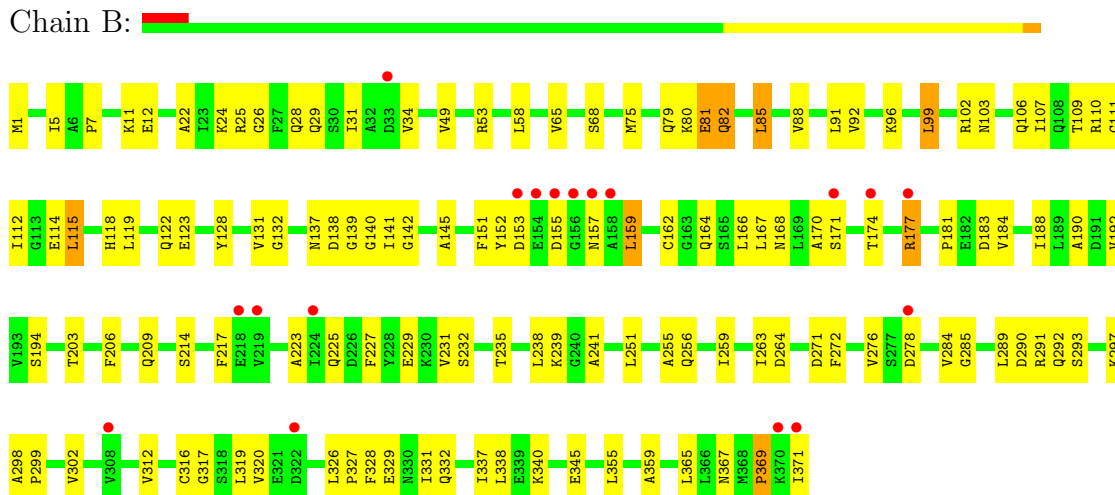 Chain B:
M1 I5 A6 P7 K11 E12 A22 I23 K24 R25 G26 F27 Q28 Q29 S30 I31 A32 D33 V34 V49 R53 L58 V65 S68 M75 Q79 K80 E81 Q82 L85 V88 L91 V92 K96 L99 R102 N103 Q106 I107 Q108 T109 R110 G111
I112 G113 E114 L115 H118 L119 Q122 E123 Y128 V131 G132 N137 D138 G139 G140 I141 G142 A145 F151 Y152 D153 E154 D155 G156 N157 A158 L159 C162 G163 Q164 S165 L166 L167 N168 L169 A170 S171 T174 R177 P181 E182 D183 V184 I188 L189 A190 D191
V193 S194 T203 F206 Q209 S214 F217 E218 V219 A223 I224 Q225 D226 F227 Y228 E229 K230 V231 S232 T235 L238 K239 G240 A241 L251 A255 Q256 I259 I263 D264 D271 F272 V276 S277 D278 V284 G285 L289 D290 R291 Q292 S293
A298 P299 V302 V308 V312 C316 G317 S318 L319 V320 E321 D322 L326 P327 F328 E329 N330 I331 Q332 I337 L338 E339 K340 E345 L355 A359 L365 L366 N367 M368 P369 K370 I371